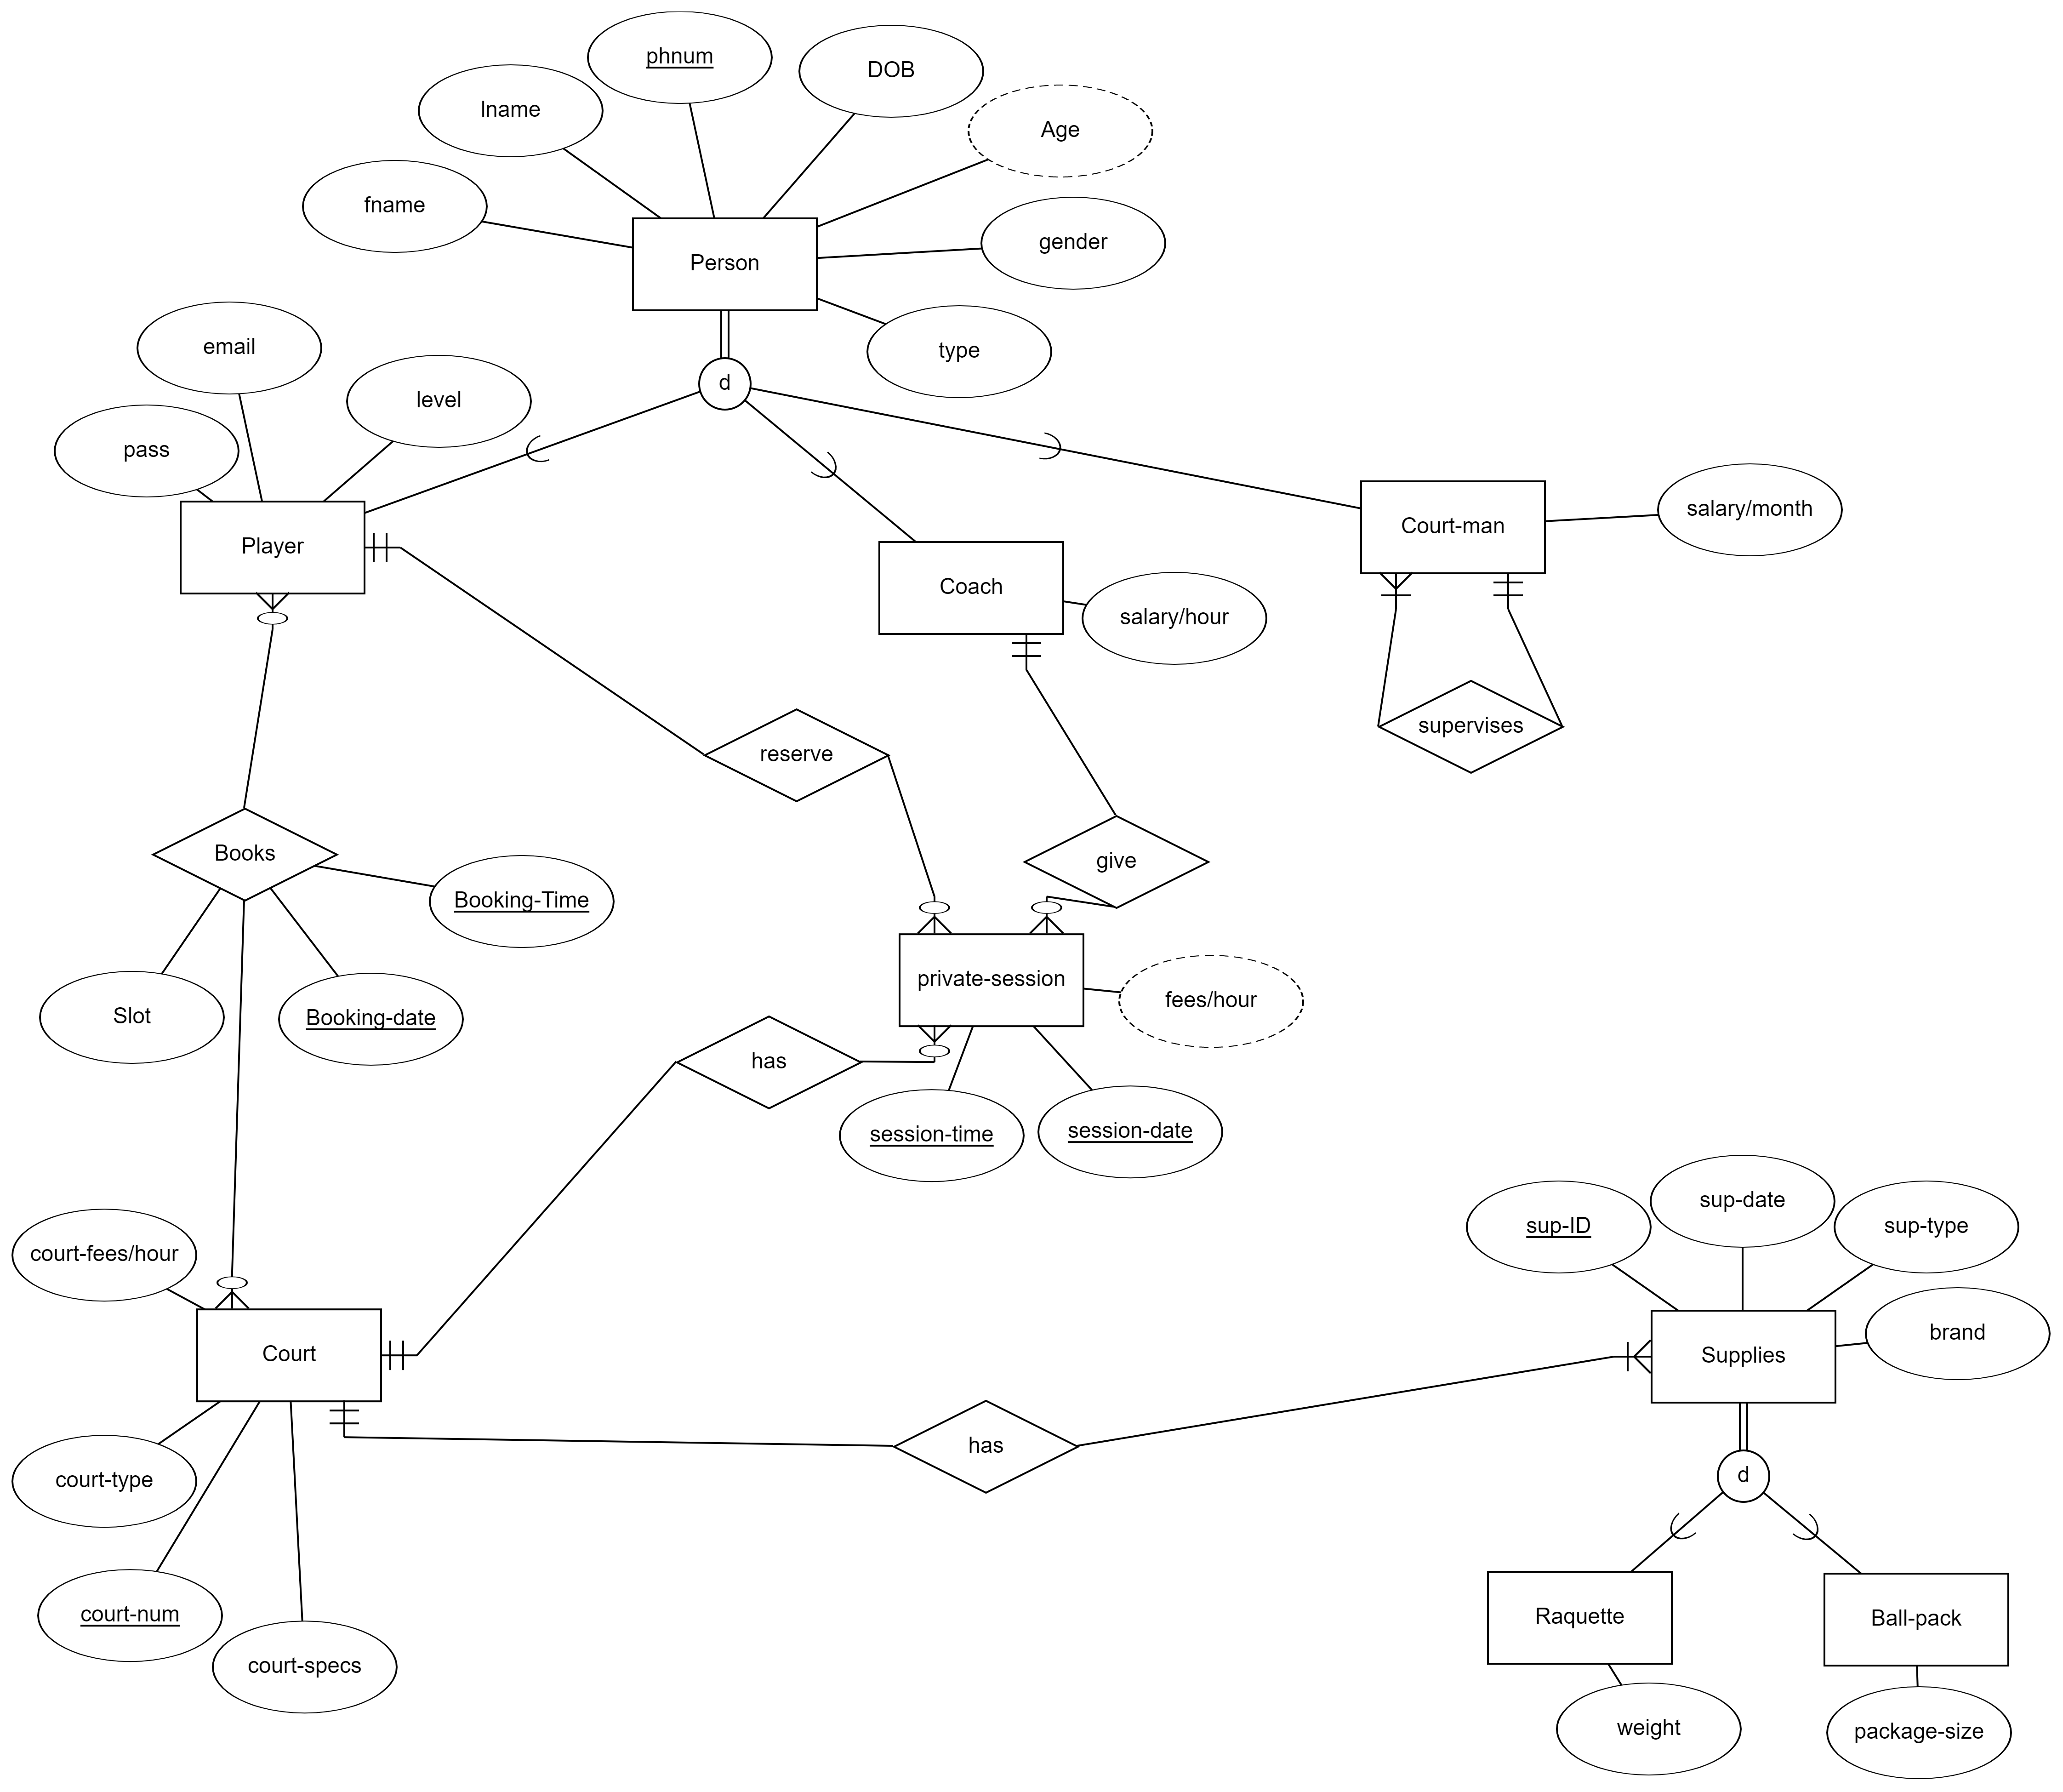 phnum
DOB
lname
Age
fname
gender
Person
email
type
d
level
pass
salary/month
Court-man
Player
Coach
salary/hour
supervises
reserve
Books
give
Booking-Time
private-session
fees/hour
Slot
Booking-date
has
session-time
session-date
sup-date
sup-ID
sup-type
court-fees/hour
brand
Court
Supplies
has
court-type
d
court-num
Raquette
Ball-pack
court-specs
weight
package-size